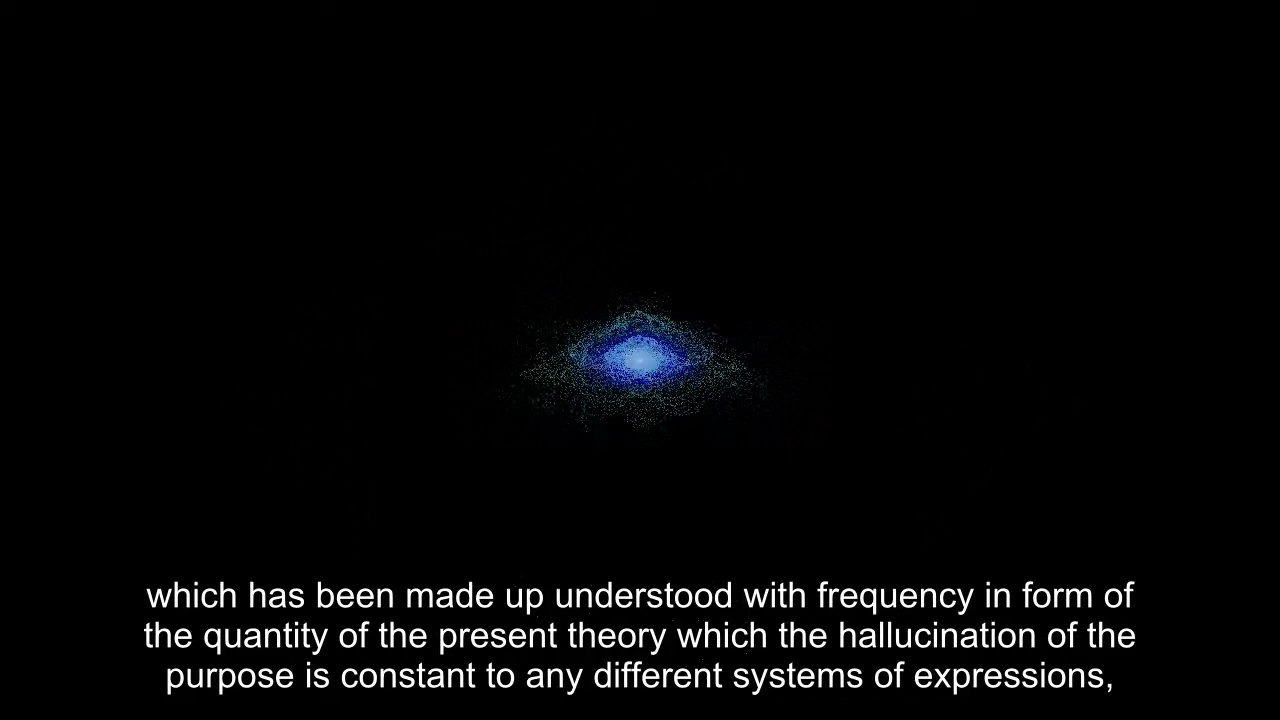 which has been made up understood with frequency in form of
the quantity of the present theory which the hallucination of the
purpose is constant to any different systems of expressions,